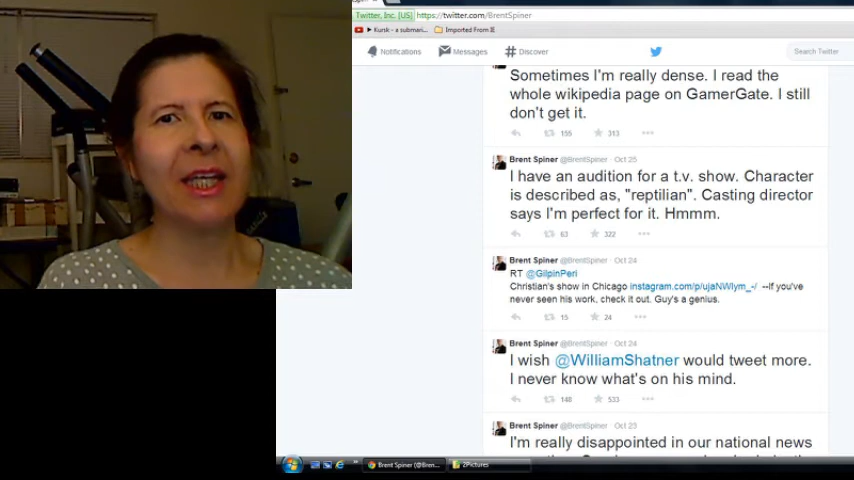 Twitter, Inc. [US] https://twitter.com/BrentSpiner
Kursk - a submari... Imported From IE
Notifications Messages # Discover Search Twitter
Sometimes I'm really dense. I read the
whole wikipedia page on GamerGate. I still
don't get it.
155 313
Brent Spiner @BrentSpiner · Oct 25
I have an audition for a t.v. show. Character
is described as, "reptilian". Casting director
says I'm perfect for it. Hmmm.
63 322
Brent Spiner @BrentSpiner · Oct 24
RT @GilpinPeri
Christian's show in Chicago instagram.com/p/ujaNWlym_-/ --If you've
never seen his work, check it out. Guy's a genius.
15 24
Brent Spiner @BrentSpiner · Oct 24
I wish @WilliamShatner would tweet more.
I never know what's on his mind.
148 533
Brent Spiner @BrentSpiner · Oct 23
I'm really disappointed in our national news
Brent Spiner (@Bren... 2Pictures